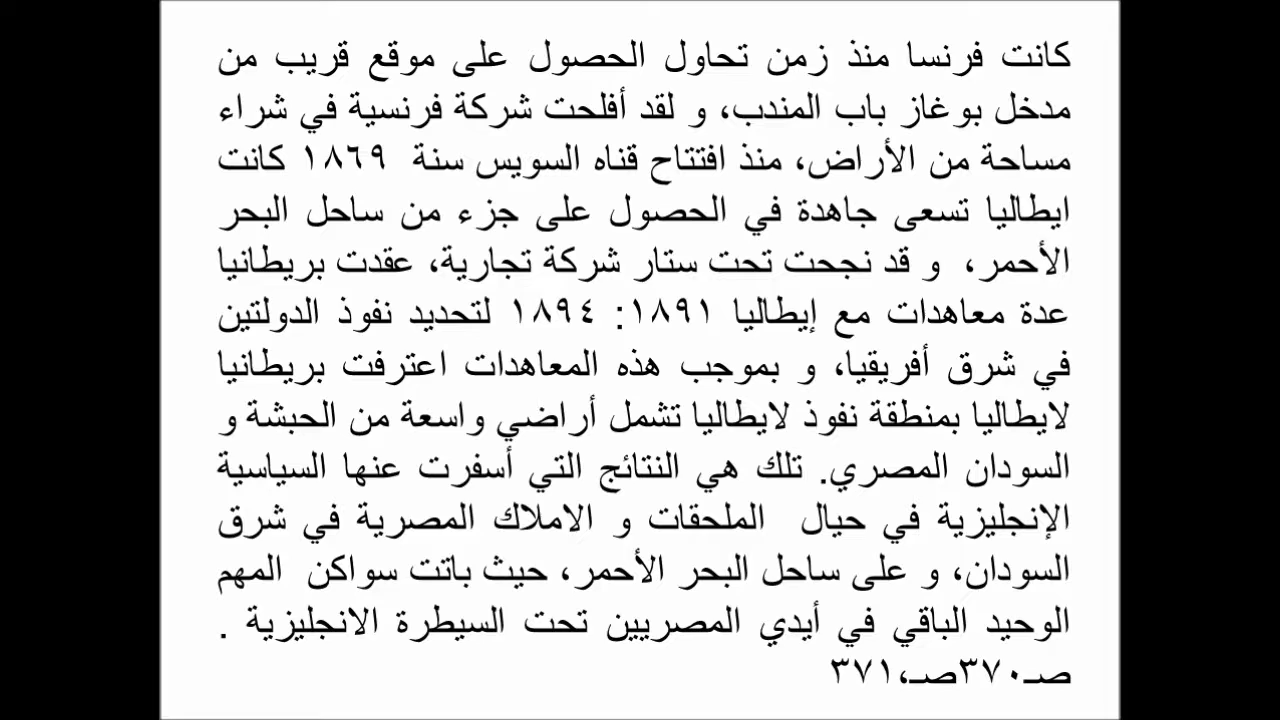 كانت فرنسا منذ زمن تحاول الحصول على موقع قريب من
مدخل بوغاز باب المندب، و لقد أفلحت شركة فرنسية في شراء
مساحة من الأراض، منذ افتتاح قناه السويس سنة ١٨٦٩ كانت
ايطاليا تسعى جاهدة في الحصول على جزء من ساحل البحر
الأحمر، و قد نجحت تحت ستار شركة تجارية، عقدت بريطانيا
عدة معاهدات مع إيطاليا ١٨٩١: ١٨٩٤ لتحديد نفوذ الدولتين
في شرق أفريقيا، و بموجب هذه المعاهدات اعترفت بريطانيا
لايطاليا بمنطقة نفوذ لايطاليا تشمل أراضي واسعة من الحبشة و
السودان المصري. تلك هي النتائج التي أسفرت عنها السياسية
الإنجليزية في حيال الملحقات و الاملاك المصرية في شرق
السودان، و على ساحل البحر الأحمر، حيث باتت سواكن المهم
الوحيد الباقي في أيدي المصريين تحت السيطرة الانجليزية .
صـ٣٧٠صـ،٣٧١